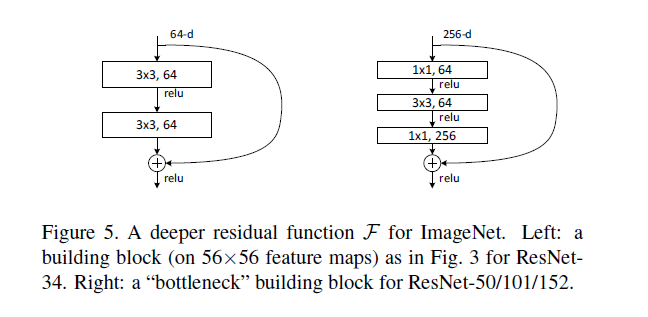 64-d
3x3, 64
relu
3x3, 64
+
relu
256-d
1x1, 64
relu
3x3, 64
relu
1x1, 256
+
relu
Figure 5. A deeper residual function F for ImageNet. Left: a
building block (on 56×56 feature maps) as in Fig. 3 for ResNet-
34. Right: a “bottleneck” building block for ResNet-50/101/152.